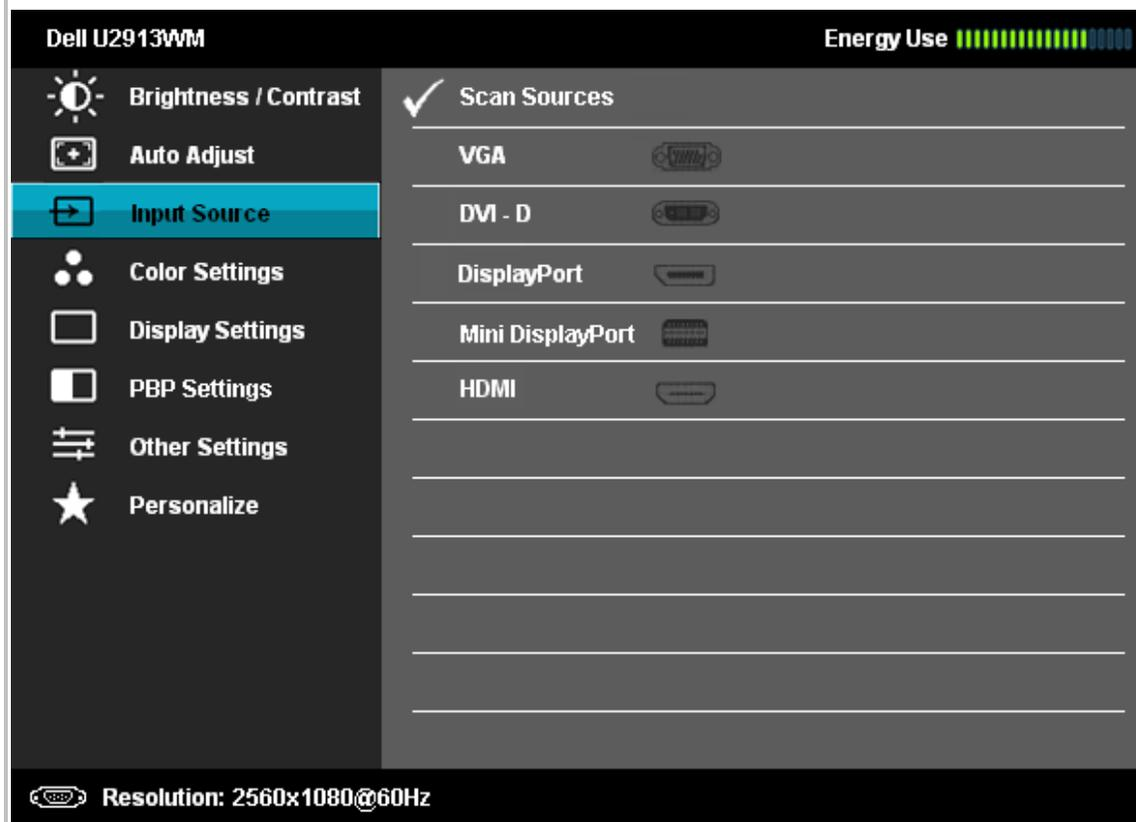 Dell U2913WM
Energy Use
Brightness / Contrast
Auto Adjust
Input Source
Color Settings
Display Settings
PBP Settings
Other Settings
Personalize
Scan Sources
VGA
DVI - D
DisplayPort
Mini DisplayPort
HDMI
Resolution: 2560x1080@60Hz